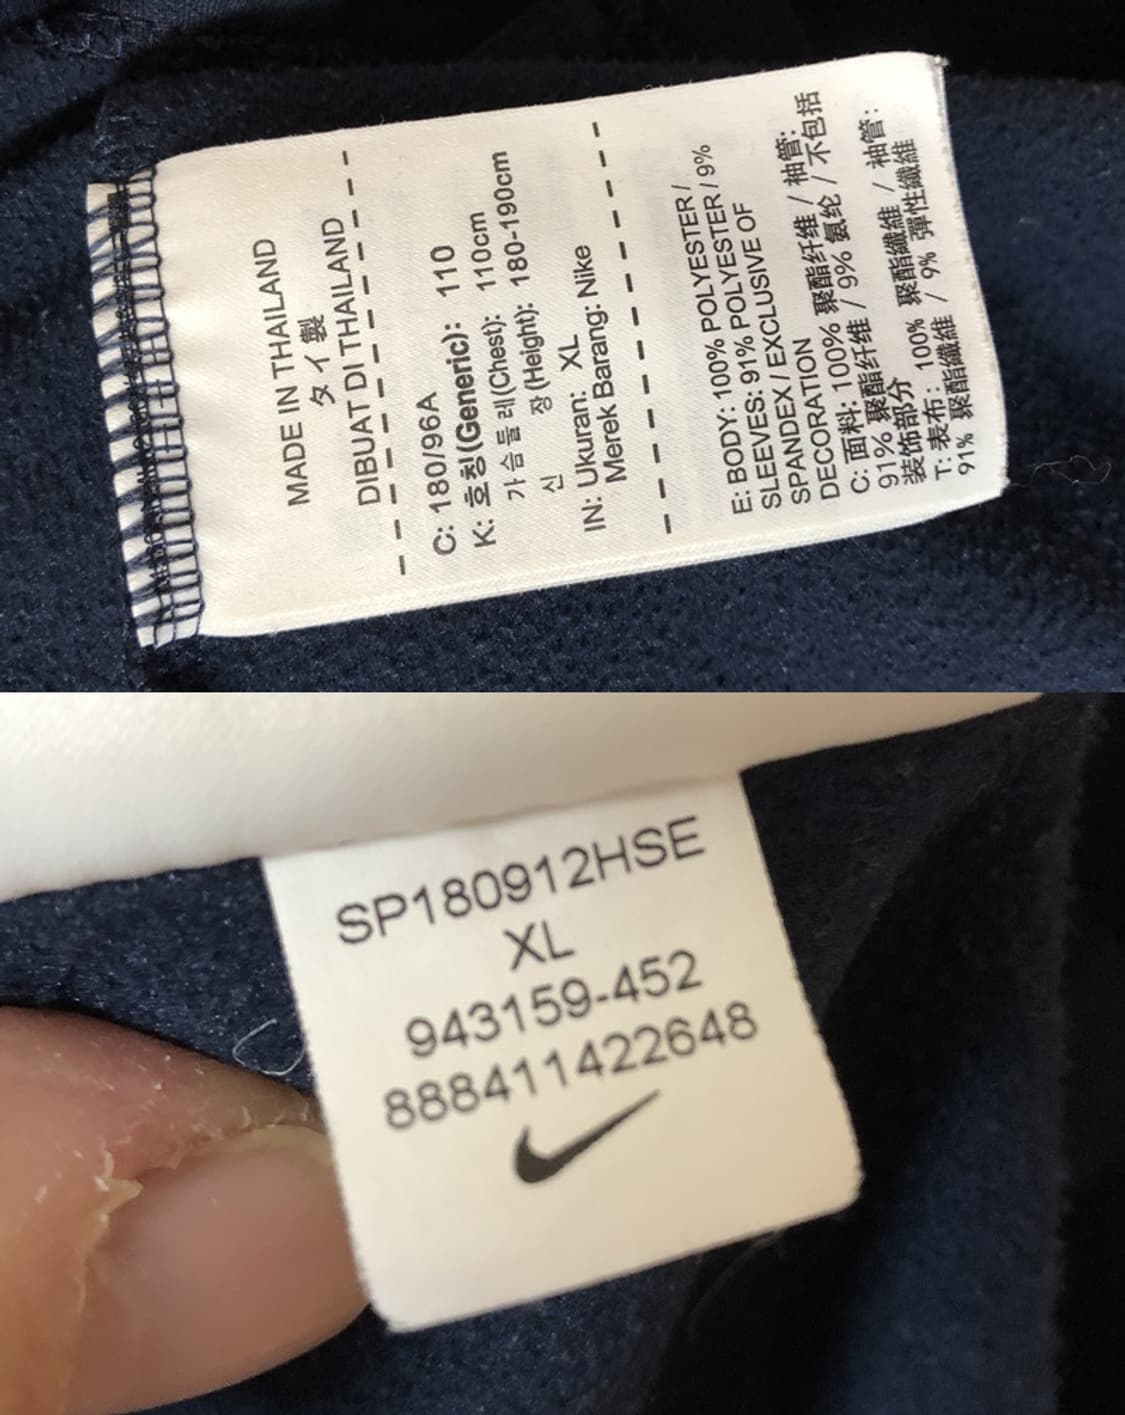 MADE IN THAILAND
タイ製
DIBUAT DI THAILAND
C: 180/96A
K: 호칭(Generic): 110
가슴둘레(Chest): 110cm
신 장 (Height): 180-190cm
IN: Ukuran: XL
Merek Barang: Nike
E: BODY: 100% POLYESTER /
SLEEVES: 91% POLYESTER / 9%
SPANDEX / EXCLUSIVE OF
DECORATION
C: 面料: 100% 聚酯纤维 / 袖管:
91% 聚酯纤维 / 9% 氨纶 / 不包括
装饰部分
T: 表布: 100% 聚酯纖維 / 袖管:
91% 聚酯纖維 / 9% 彈性纖維
SP180912HSE
XL
943159-452
888411422648